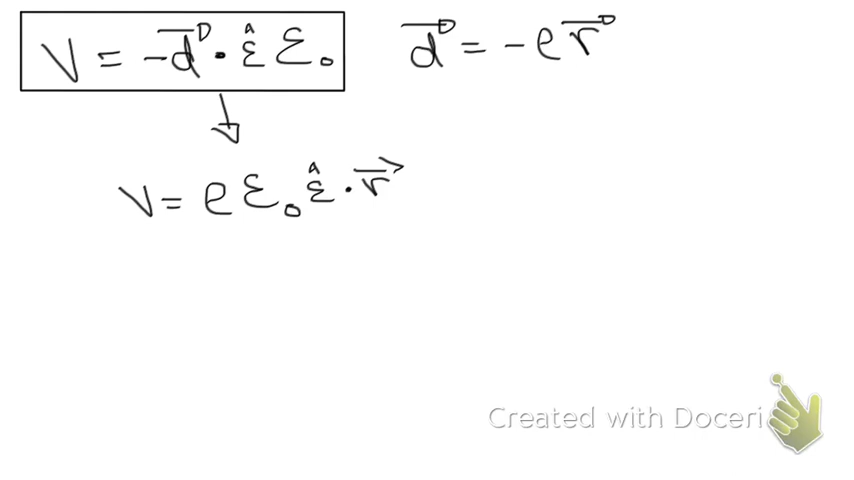 V = -d⃗ · ε̂ ℰ₀    d⃗ = -e r⃗
V = e ℰ₀ ε̂ · r⃗
Created with Doceri